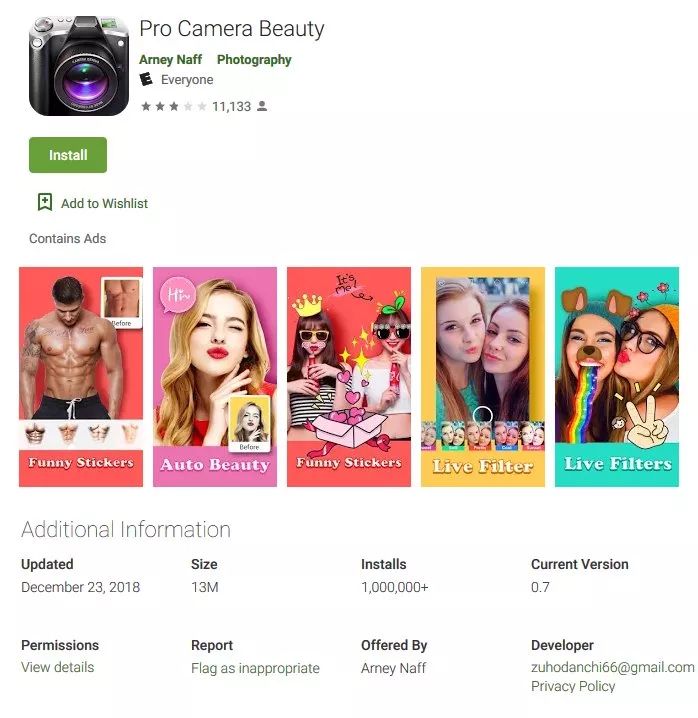 Pro Camera Beauty
Arney Naff Photography
Everyone
11,133
Install
Add to Wishlist
Contains Ads
Before
Funny Stickers
Hi~
Before
Auto Beauty
It's
Me!
Funny Stickers
Sweet
Sunset
Live Filter
Live Filters
Additional Information
Updated Size Installs Current Version
December 23, 2018 13M 1,000,000+ 0.7
Permissions Report Offered By Developer
View details Flag as inappropriate Arney Naff zuhodanchi66@gmail.com
Privacy Policy